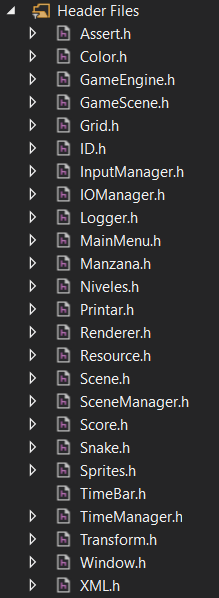 Header Files
Assert.h
Color.h
GameEngine.h
GameScene.h
Grid.h
ID.h
InputManager.h
IOManager.h
Logger.h
MainMenu.h
Manzana.h
Niveles.h
Printar.h
Renderer.h
Resource.h
Scene.h
SceneManager.h
Score.h
Snake.h
Sprites.h
TimeBar.h
TimeManager.h
Transform.h
Window.h
XML.h